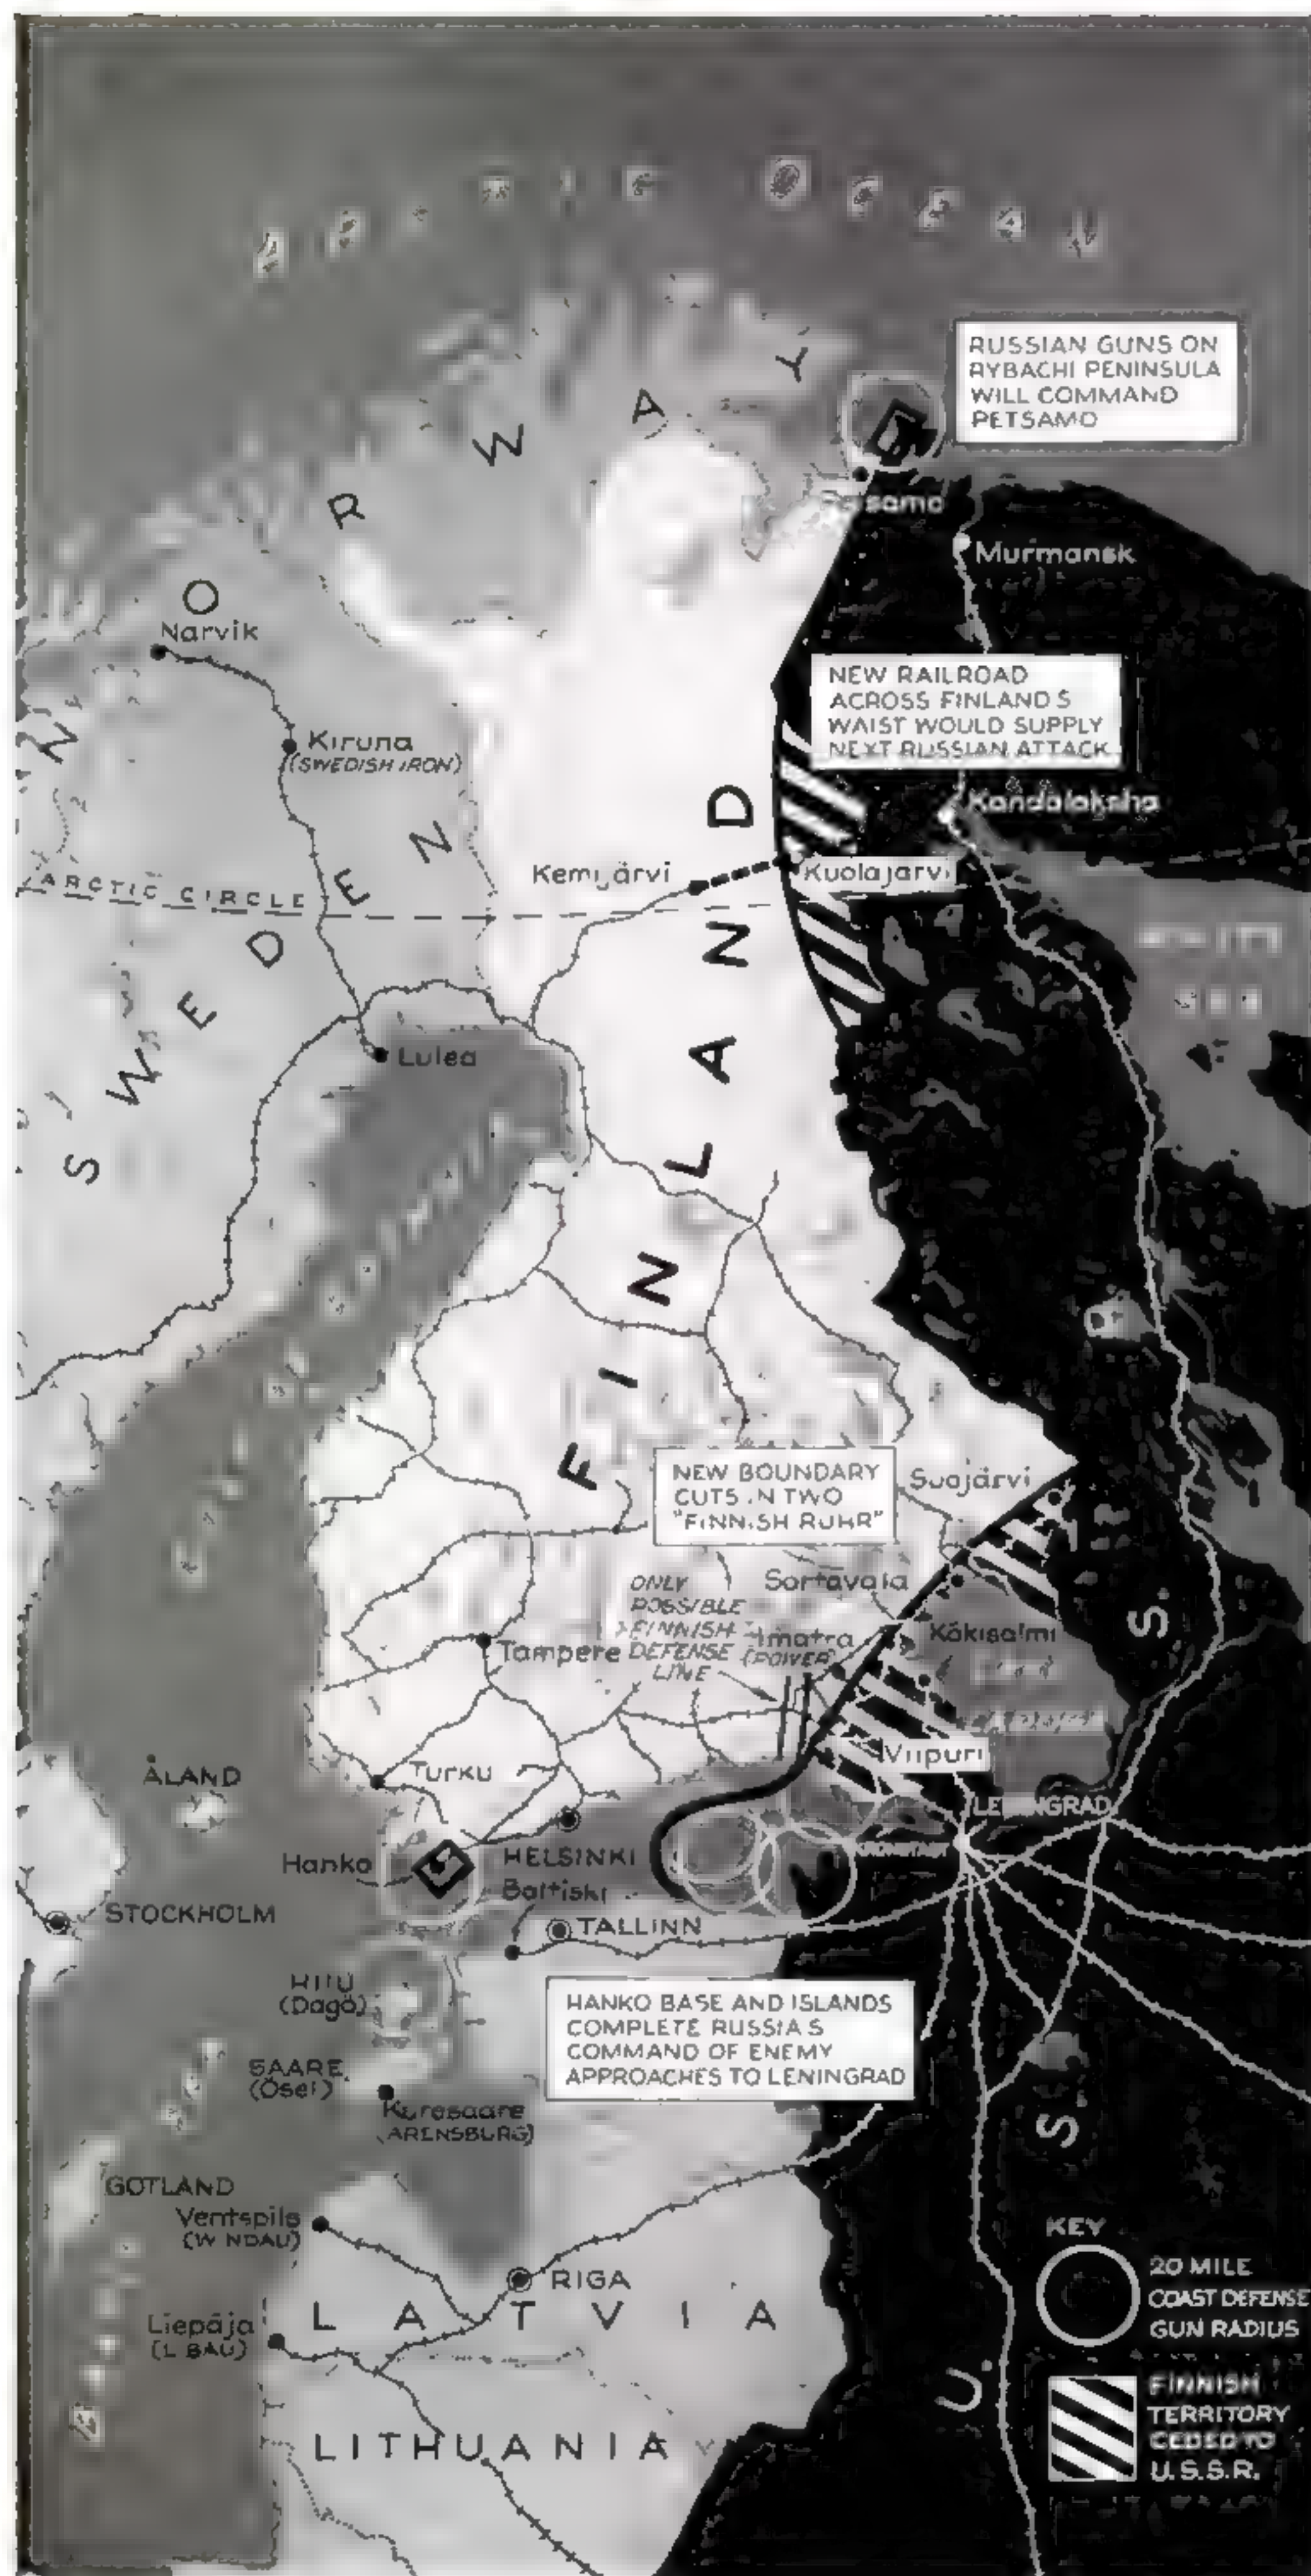 RUSSIAN GUNS ON
RYBACHI PENINSULA
WILL COMMAND
PETSAMO
NORWAY
Murmansk
Narvik
NEW RAILROAD
ACROSS FINLAND S
WAIST WOULD SUPPLY
NEXT RUSSIAN ATTACK
Kiruna
(SWEDISH IRON)
Kandalaksha
Kemijärvi
Kuolajarvi
ARCTIC CIRCLE
SWEDEN
FINLAND
Lulea
NEW BOUNDARY
CUTS IN TWO
"FINNISH RUHR"
Suojärvi
Sortavala
ONLY
POSSIBLE
FINNISH
DEFENSE
LINE
Imatra
(POWER)
Käkisalmi
Tampere
Viipuri
Turku
ÅLAND
LENINGRAD
Hanko
HELSINKI
Baltiski
STOCKHOLM
TALLINN
HIIU
(Dagö)
HANKO BASE AND ISLANDS
COMPLETE RUSSIA S
COMMAND OF ENEMY
APPROACHES TO LENINGRAD
SAARE
(Ösel)
Kuresaare
(ARENSBURG)
GOTLAND
Ventspils
(WINDAU)
RIGA
LATVIA
Liepāja
(LIBAU)
LITHUANIA
U.S.S.
KEY
20 MILE
COAST DEFENSE
GUN RADIUS
FINNISH
TERRITORY
CEDED TO
U.S.S.R.